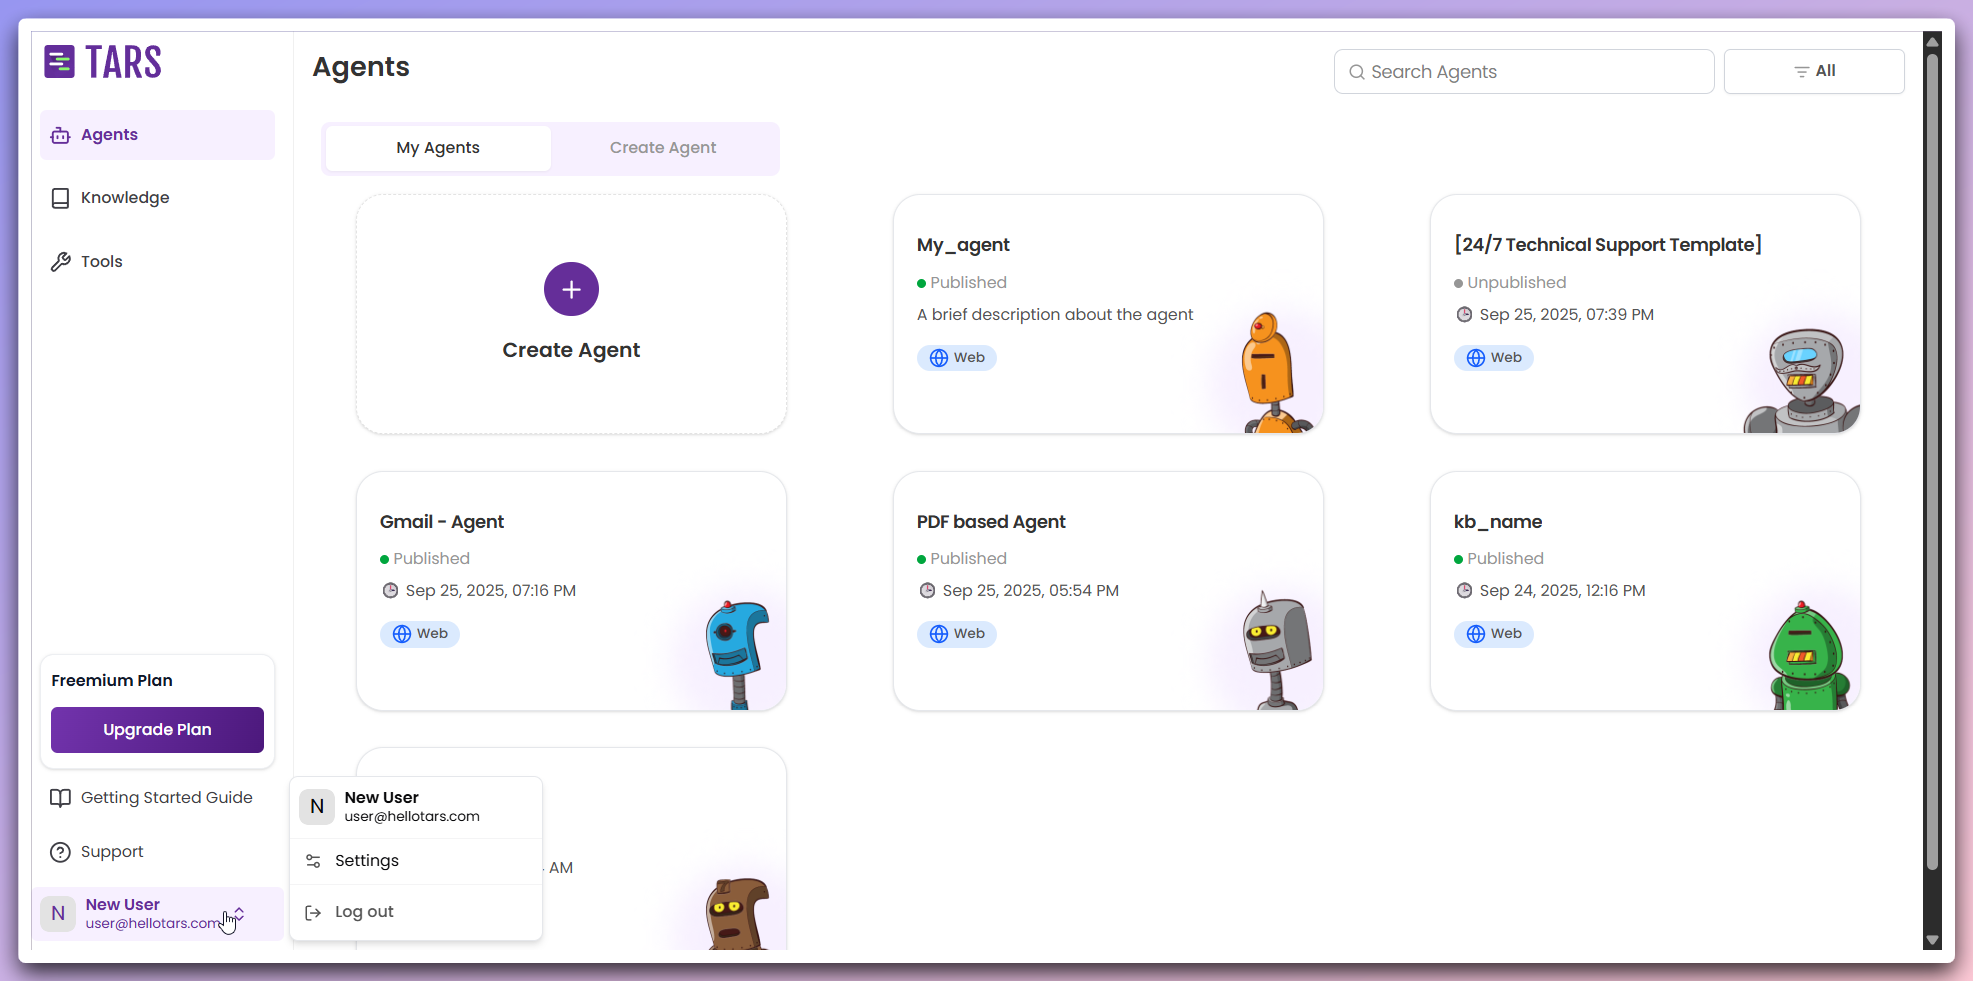 TARS
Agents
Search Agents
All
Agents
Knowledge
Tools
My Agents
Create Agent
Create Agent
My_agent
Published
A brief description about the agent
Web
[24/7 Technical Support Template]
Unpublished
Sep 25, 2025, 07:39 PM
Web
Gmail - Agent
Published
Sep 25, 2025, 07:16 PM
Web
PDF based Agent
Published
Sep 25, 2025, 05:54 PM
Web
kb_name
Published
Sep 24, 2025, 12:16 PM
Web
AM
Freemium Plan
Upgrade Plan
Getting Started Guide
Support
N
New User
user@hellotars.com
N
New User
user@hellotars.com
Settings
Log out